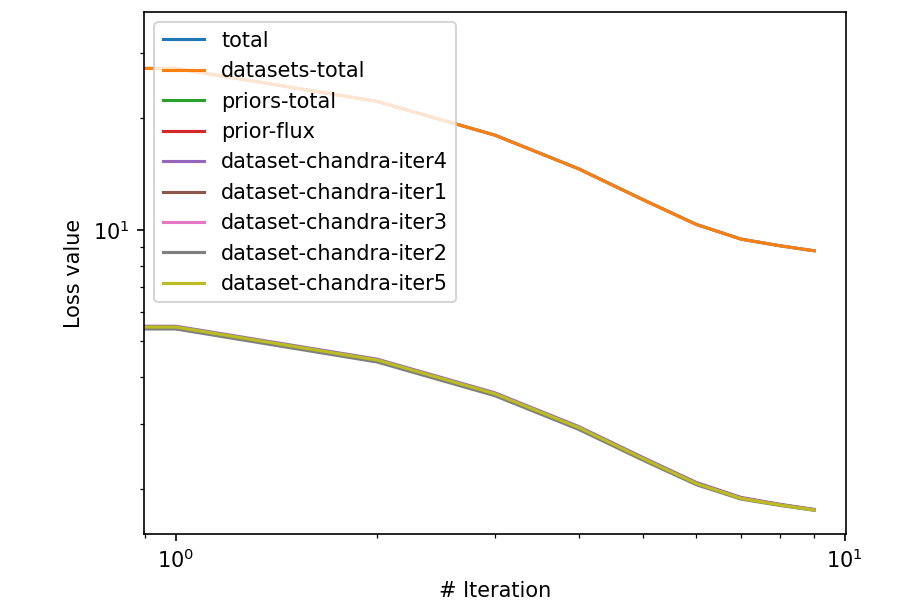 total
datasets-total
priors-total
prior-flux
dataset-chandra-iter4
dataset-chandra-iter1
dataset-chandra-iter3
dataset-chandra-iter2
dataset-chandra-iter5
Loss value
10¹
10⁰
10¹
# Iteration